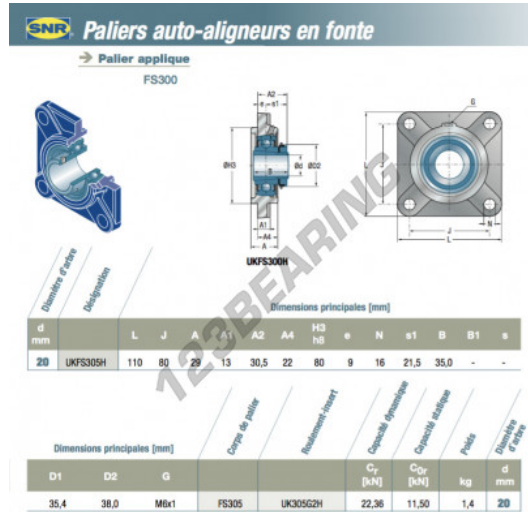 SNR Paliers auto-aligneurs en fonte
Palier applique
FS300
A2
e s1
G
ØH3
B
Ød
ØD2
L
J
A1
A4
A
N
J
L
UKFS300H
123BEARING
Diamètre d'arbre
Désignation
Dimensions principales [mm]
d mm L J A A1 A2 A4 H3 h8 e N s1 B B1 s
20 UKFS305H 110 80 29 13 30,5 22 80 9 16 21,5 35,0 - - -
Dimensions principales [mm]
Corps de palier
Roulement-insert
Capacité dynamique
Capacité statique
Poids
Diamètre d'arbre
D1 D2 G Cr [kN] C0r [kN] kg d mm
35,4 38,0 M6x1 FS305 UK305G2H 22,36 11,50 1,4 20